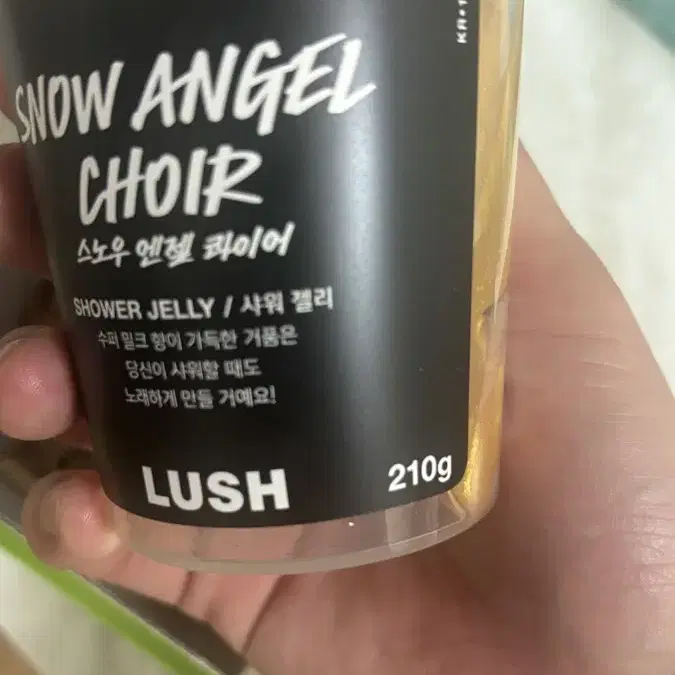 SNOW ANGEL
CHOIR
스노우 엔젤 콰이어
SHOWER JELLY / 샤워 젤리
수퍼 밀크 향이 가득한 거품은
당신이 샤워할 때도
노래하게 만들 거예요!
LUSH
210g